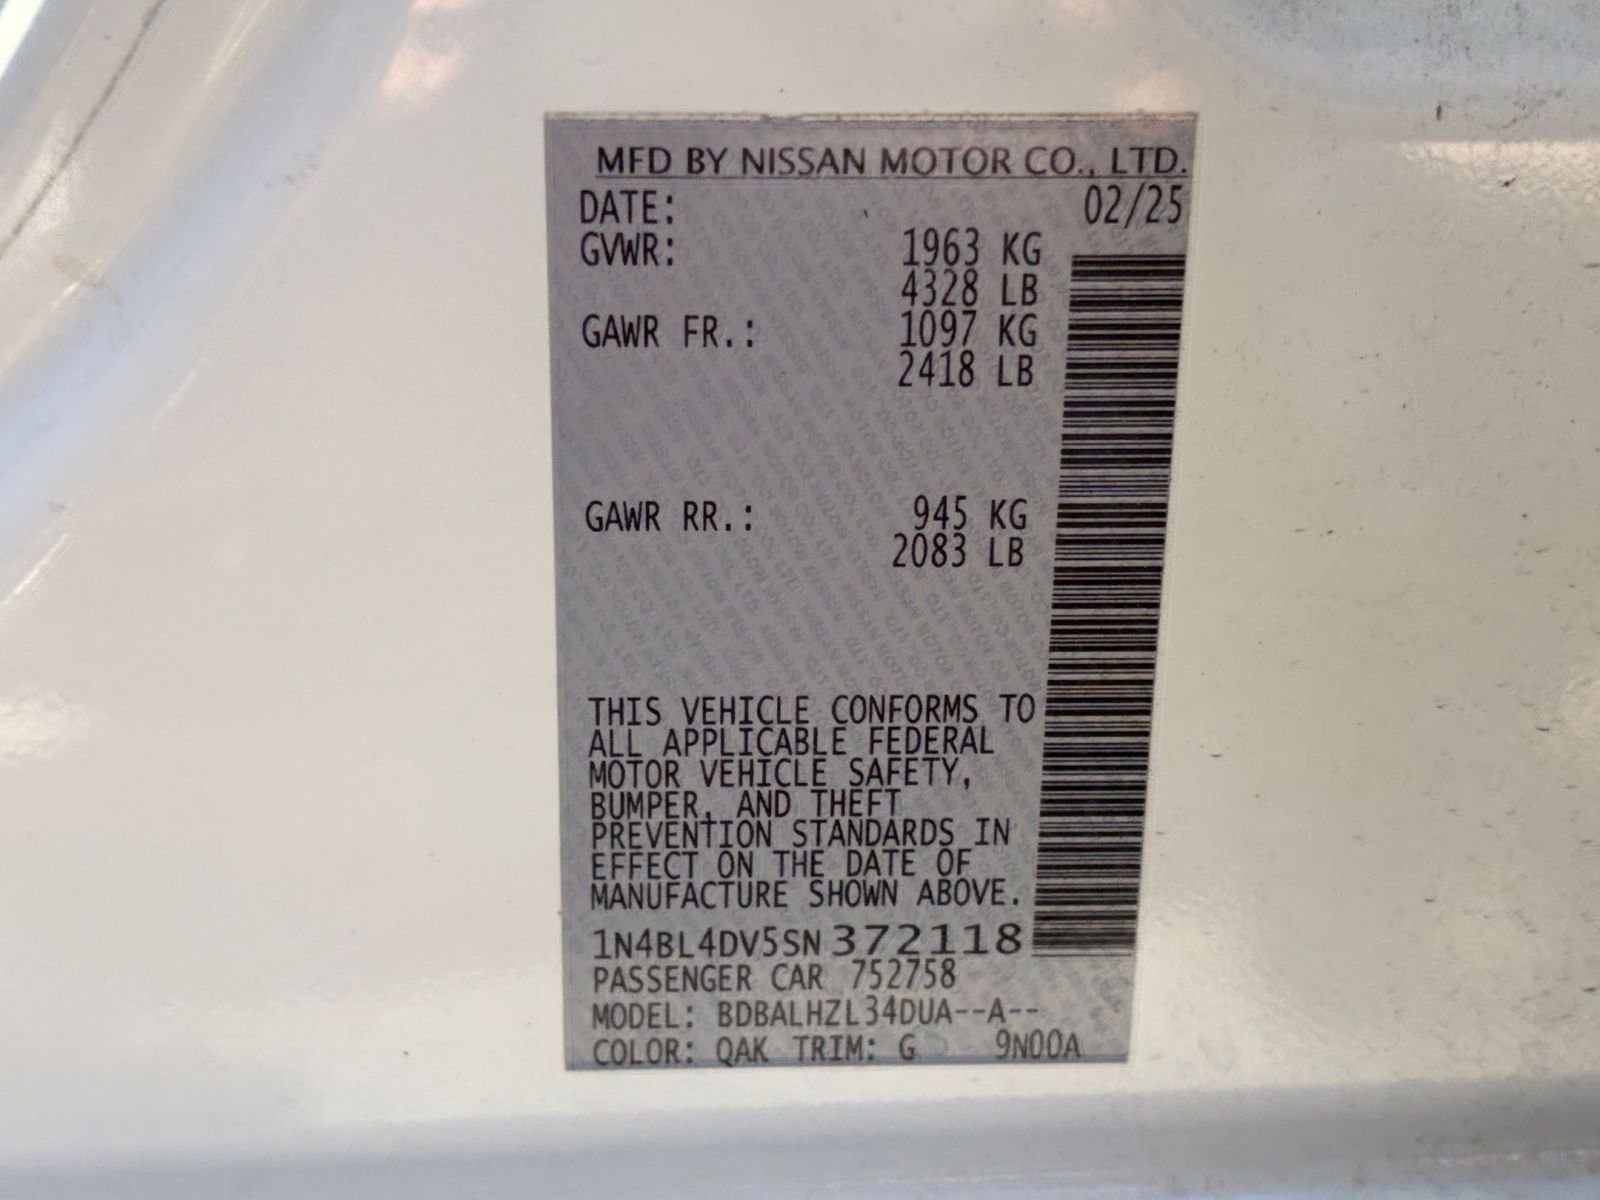 MFD BY NISSAN MOTOR CO., LTD.
DATE: 02/25
GVWR: 1963 KG
4328 LB
GAWR FR.: 1097 KG
2418 LB
GAWR RR.: 945 KG
2083 LB
THIS VEHICLE CONFORMS TO
ALL APPLICABLE FEDERAL
MOTOR VEHICLE SAFETY,
BUMPER, AND THEFT
PREVENTION STANDARDS IN
EFFECT ON THE DATE OF
MANUFACTURE SHOWN ABOVE.
1N4BL4DV5SN372118
PASSENGER CAR 752758
MODEL: BDBALHZL34DUA--A--
COLOR: QAK TRIM: G 9N00A